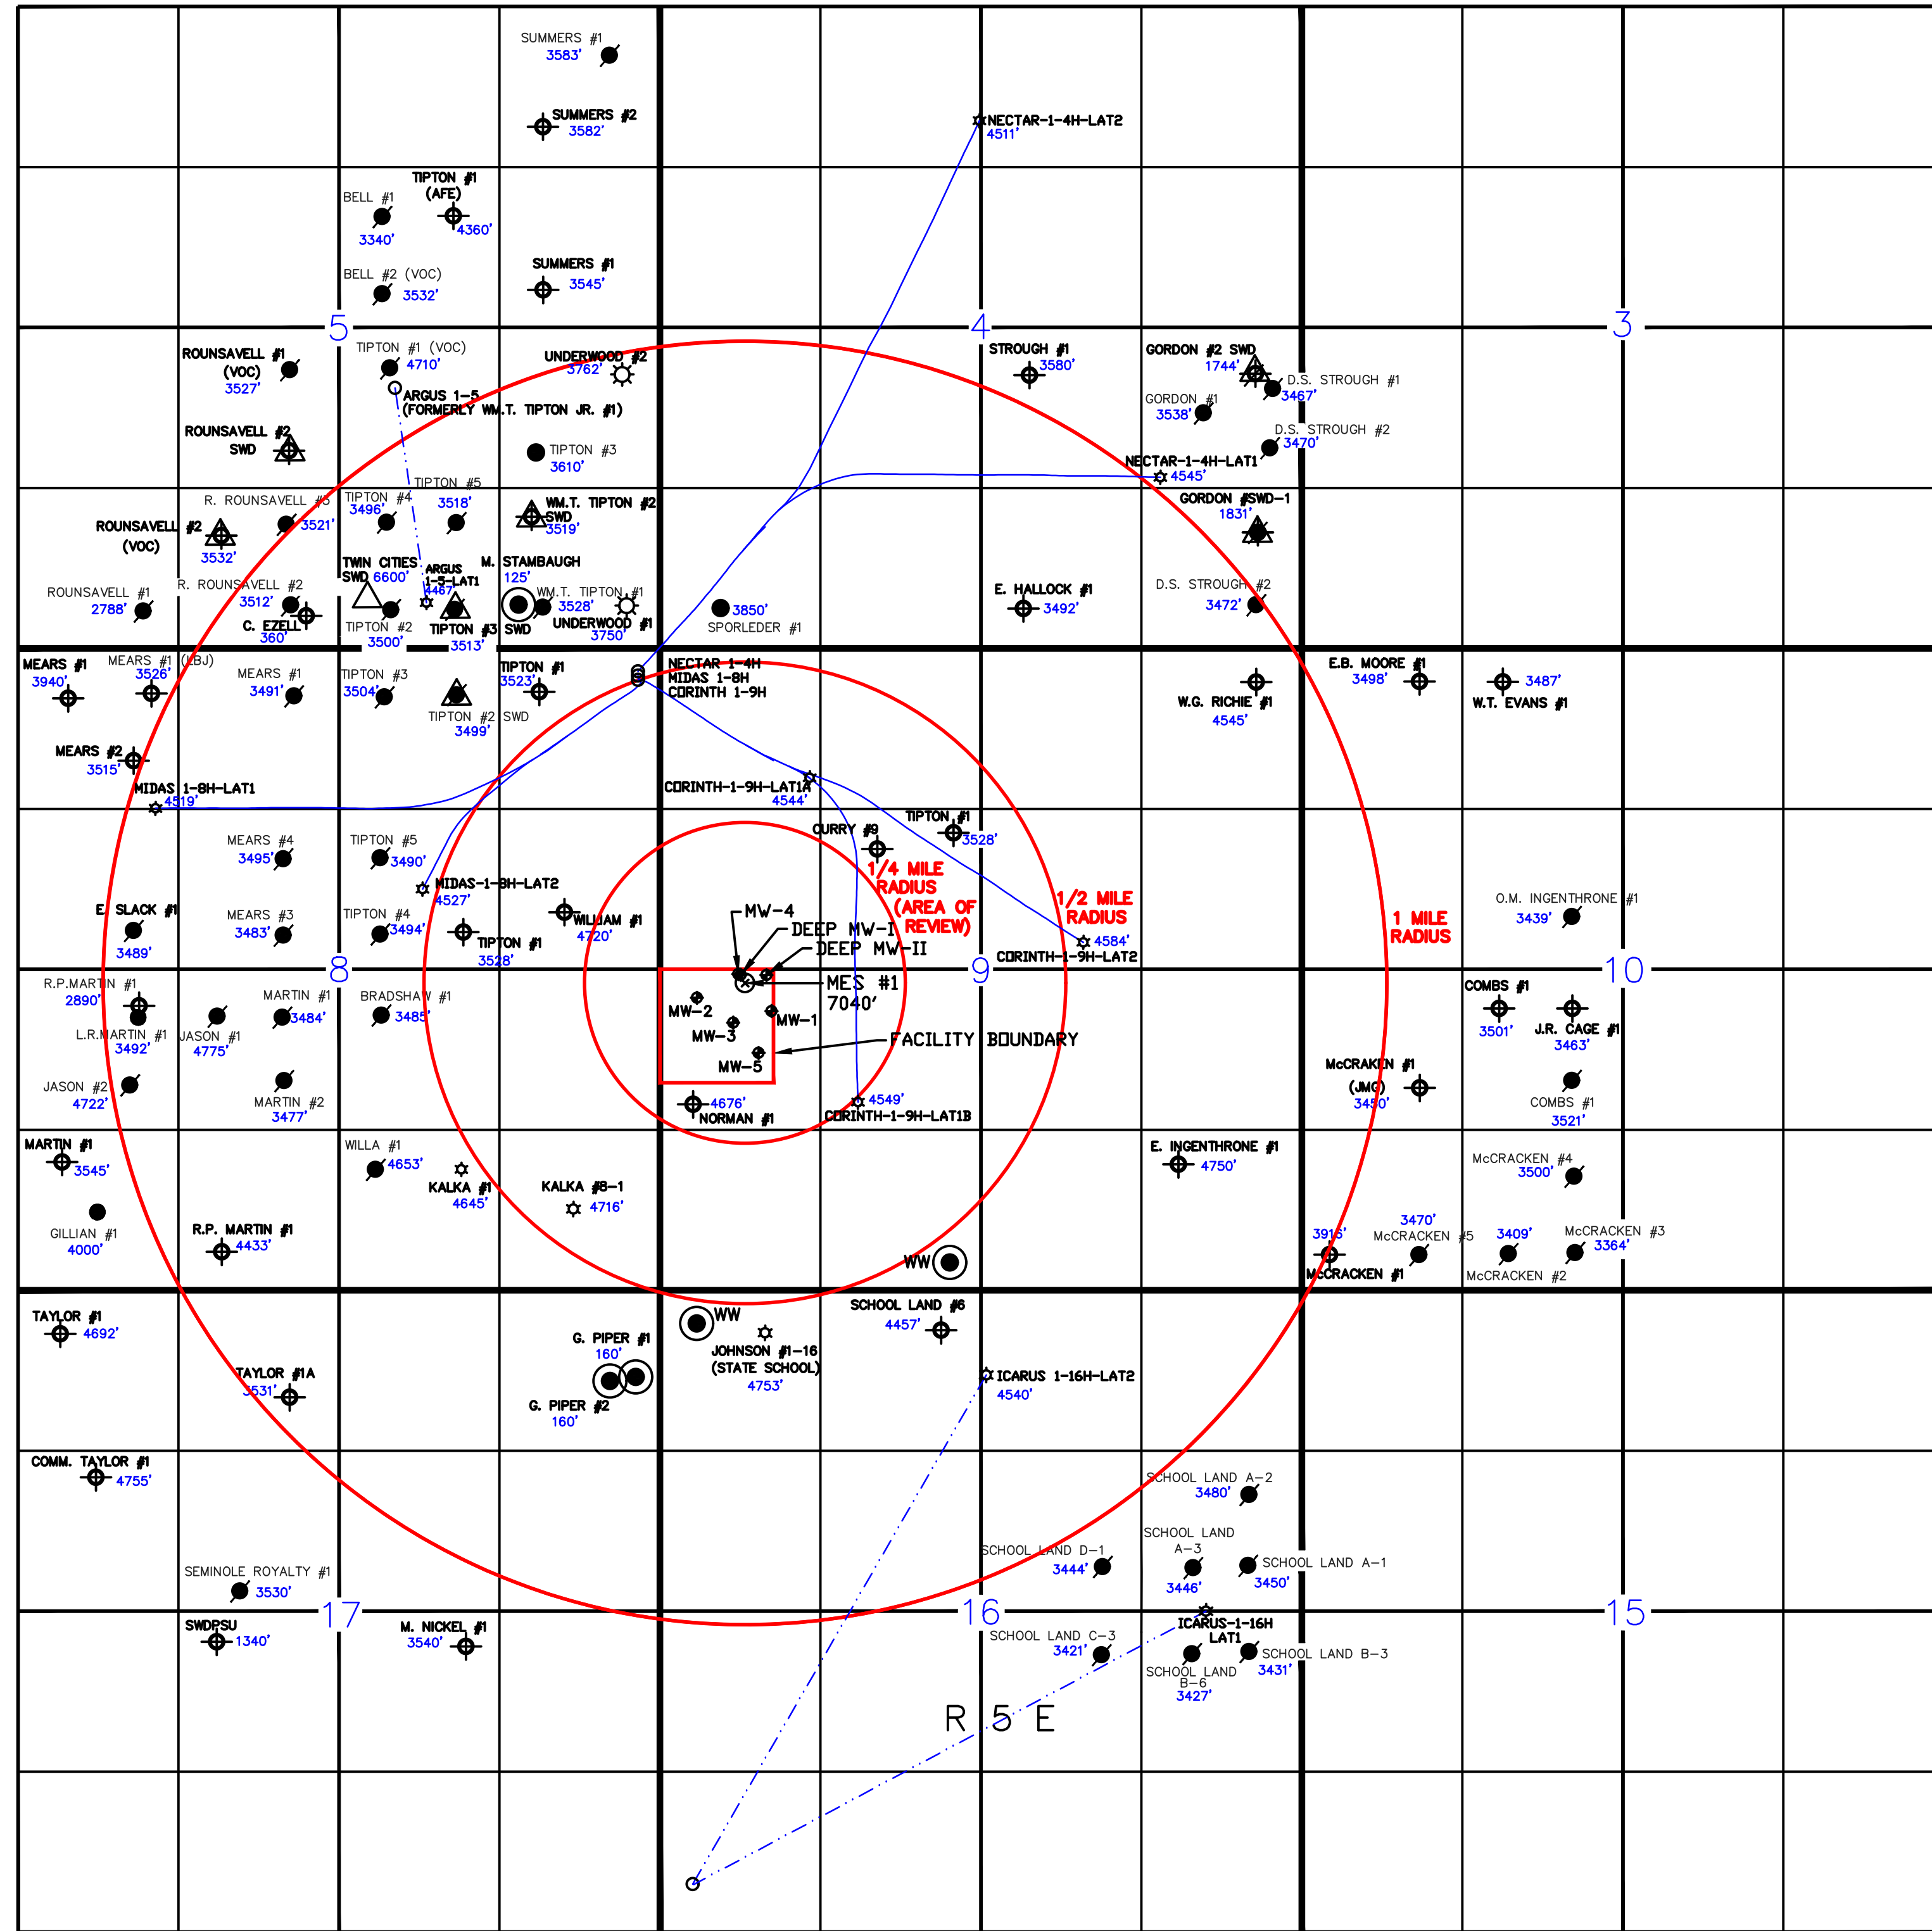 SUMMERS #1
3583'
SUMMERS #2
3582'
NECTAR-1-4H-LAT2
4511'
TIPTON #1
(AFE)
4360'
BELL #1
3340'
SUMMERS #1
3545'
BELL #2 (VOC)
3532'
5
4
3
ROUNSAVELL #1
(VOC)
3527'
TIPTON #1 (VOC)
4710'
UNDERWOOD #2
3762'
STROUGH #1
3580'
GORDON #2 SWD
1744'
D.S. STROUGH #1
3467'
ARGUS 1-5
(FORMERLY WM.T. TIPTON JR. #1)
GORDON #1
3538'
ROUNSAVELL #2
SWD
TIPTON #3
3610'
D.S. STROUGH #2
3470'
NECTAR-1-4H-LAT1
4545'
TIPTON #5
3518'
R. ROUNSAVELL #3
3521'
TIPTON #4
3496'
WM.T. TIPTON #2
SWD
3519'
GORDON #SWD-1
1831'
ROUNSAVELL #2
(VOC)
3532'
TWIN CITIES
SWD 6600'
ARGUS
1-5-LAT1
4467'
M. STAMBAUGH
125'
ROUNSAVELL #1
2788'
R. ROUNSAVELL #2
3512'
WM.T. TIPTON #1
3528'
UNDERWOOD #1
3750'
3850'
SPORLEDER #1
E. HALLOCK #1
3492'
D.S. STROUGH #2
3472'
C. EZELL
360'
TIPTON #2
3500'
TIPTON #3 SWD
3513'
MEARS #1
3940'
MEARS #1 (LBJ)
3526'
MEARS #1
3491'
TIPTON #3
3504'
TIPTON #1
3523'
NECTAR 1-4H
MIDAS 1-8H
CORINTH 1-9H
E.B. MOORE #1
3498'
3487'
W.T. EVANS #1
W.G. RICHIE #1
4545'
TIPTON #2 SWD
3499'
MEARS #2
3515'
MIDAS 1-8H-LAT1
4519'
CORINTH-1-9H-LAT1A
4544'
CURRY #9
TIPTON #1
3528'
MEARS #4
3495'
TIPTON #5
3490'
1/4 MILE
RADIUS
(AREA OF
REVIEW)
MIDAS-1-8H-LAT2
4527'
1/2 MILE
RADIUS
1 MILE
RADIUS
O.M. INGENTHRONE #1
3439'
E. SLACK #1
3489'
MEARS #3
3483'
TIPTON #4
3494'
WILLIAM #1
4720'
TIPTON #1
3528'
MW-4
DEEP MW-I
DEEP MW-II
4584'
CORINTH-1-9H-LAT2
8
9
10
MES #1
7040'
R.P.MARTIN #1
2890'
MARTIN #1
3484'
BRADSHAW #1
3485'
MW-2
MW-1
MW-3
COMBS #1
3501'
J.R. CAGE #1
3463'
L.R.MARTIN #1
3492'
JASON #1
4775'
FACILITY BOUNDARY
MW-5
McCRAKEN #1
(JMG)
3450'
JASON #2
4722'
MARTIN #2
3477'
4676'
NORMAN #1
4549'
CORINTH-1-9H-LAT1B
COMBS #1
3521'
MARTIN #1
3545'
WILLA #1
4653'
KALKA #1
4645'
KALKA #8-1
4716'
E. INGENTHRONE #1
4750'
McCRACKEN #4
3500'
GILLIAN #1
4000'
R.P. MARTIN #1
4433'
WW
3916'
McCRACKEN #1
3470'
McCRACKEN #5
3409'
McCRACKEN #2
McCRACKEN #3
3364'
TAYLOR #1
4692'
WW
SCHOOL LAND #6
4457'
G. PIPER #1
160'
JOHNSON #1-16
(STATE SCHOOL)
4753'
TAYLOR #1A
3531'
G. PIPER #2
160'
ICARUS 1-16H-LAT2
4540'
COMM. TAYLOR #1
4755'
SCHOOL LAND A-2
3480'
SCHOOL LAND
A-3
3446'
SCHOOL LAND D-1
3444'
SCHOOL LAND A-1
3450'
SEMINOLE ROYALTY #1
3530'
17
16
15
SWDPSU
1340'
M. NICKEL #1
3540'
ICARUS-1-16H
LAT1
SCHOOL LAND C-3
3421'
SCHOOL LAND B-3
3431'
SCHOOL LAND
B-6
3427'
R 5 E